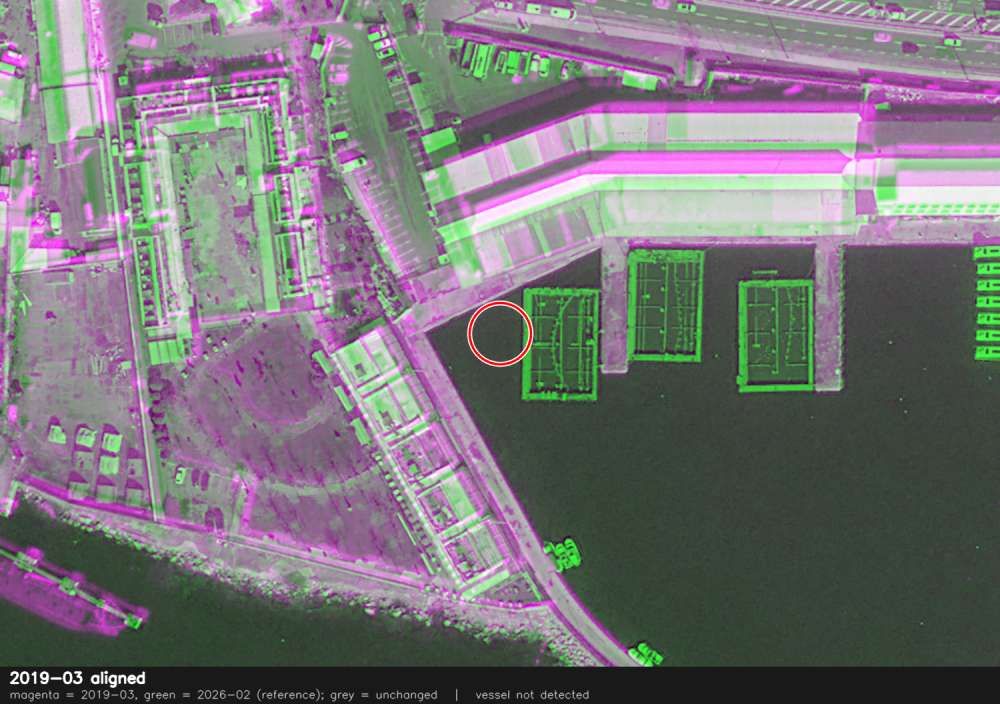 2019-03 aligned
magenta = 2019-03, green = 2026-02 (reference); grey = unchanged | vessel not detected